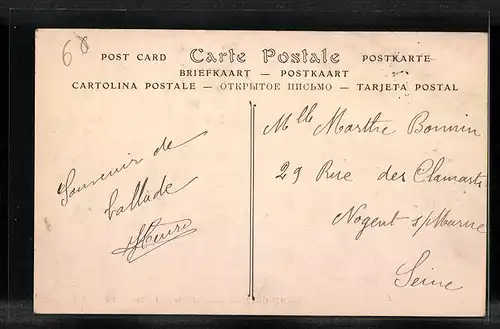 68
POST CARD Carte Postale POSTKARTE
BRIEFKAART — POSTKAART
CARTOLINA POSTALE — ОТКРЫТОЕ ПИСЬМО — TARJETA POSTAL
Souvenir de
ballade
Mlle Marthe Bonnin
29 Rue des Clamarts
Nogent s/Marne
Seine